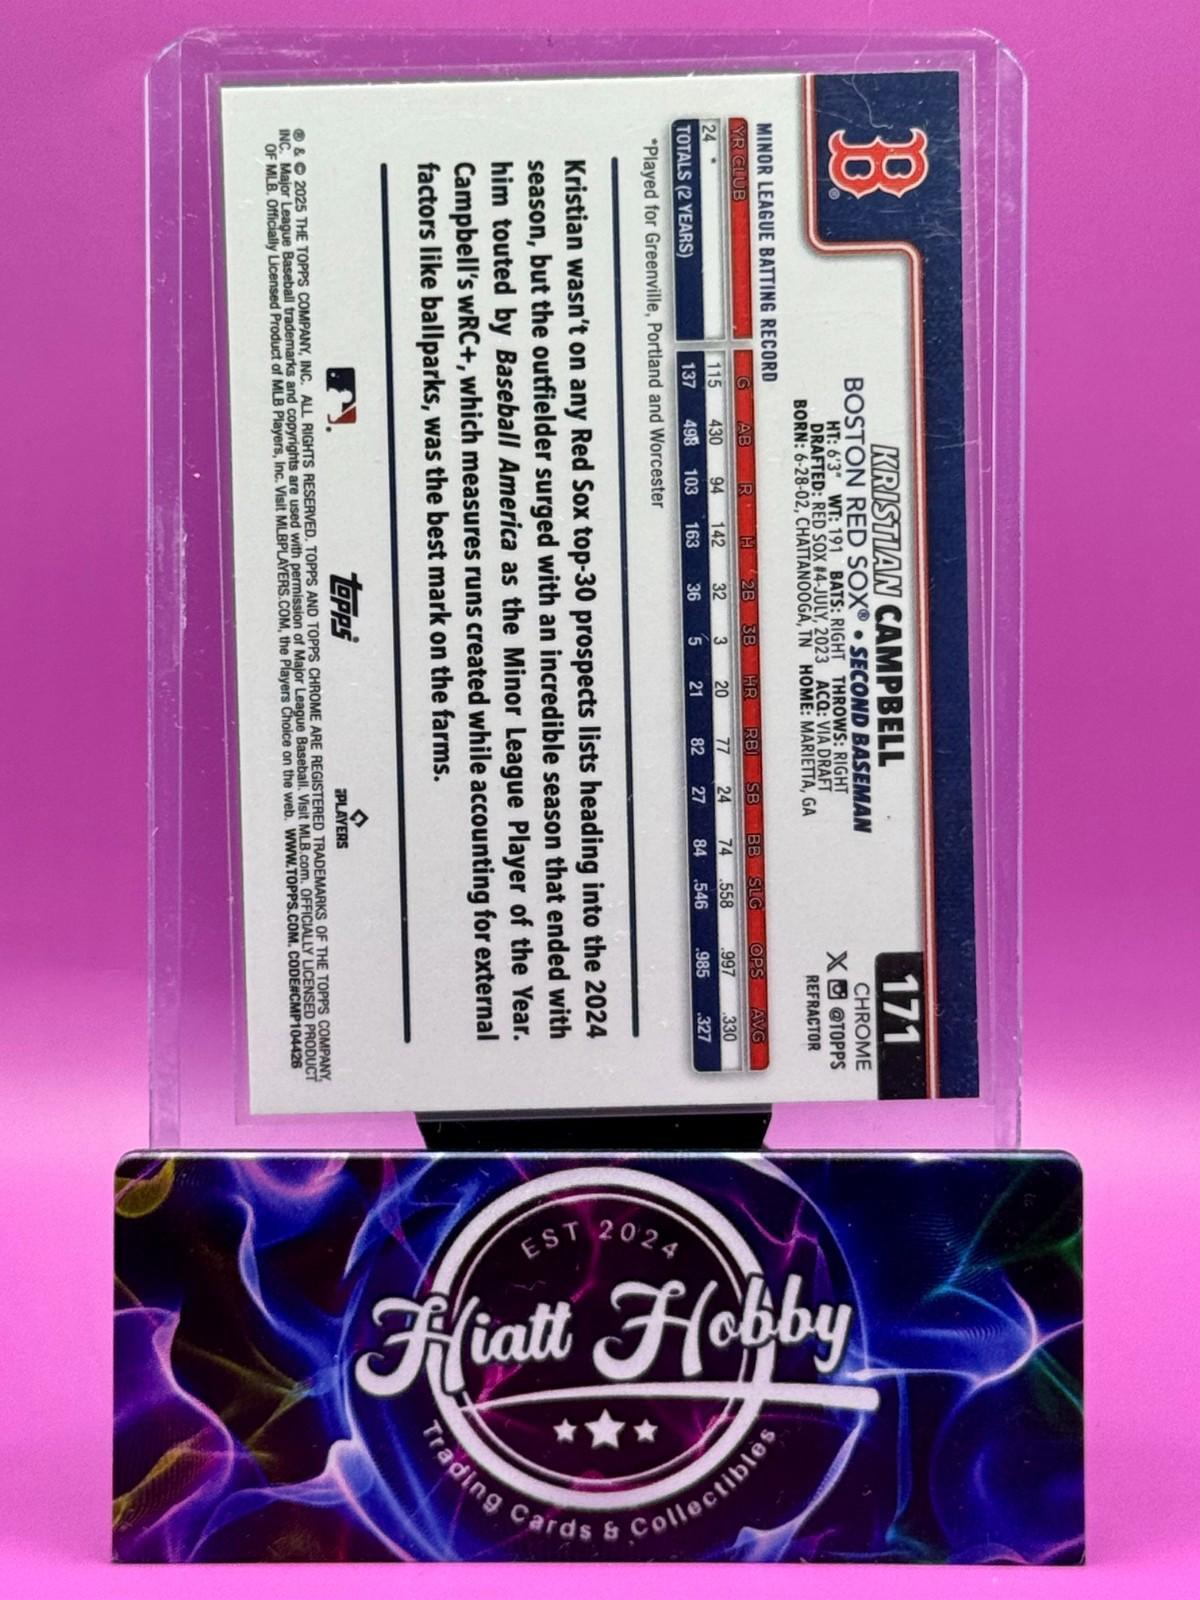 B®
171
KRISTIAN CAMPBELL
BOSTON RED SOX® • SECOND BASEMAN
HT: 6'3" WT: 191 BATS: RIGHT THROWS: RIGHT
DRAFTED: RED SOX #4-JULY, 2023 ACQ: VIA DRAFT
BORN: 6-28-02, CHATTANOOGA, TN HOME: MARIETTA, GA
CHROME
X @TOPPS
REFRACTOR
MINOR LEAGUE BATTING RECORD
YR CLUB G AB R H 2B 3B HR RBI SB BB SLG OPS AVG
24 * 115 430 94 142 32 3 20 77 24 74 .558 .997 .330
TOTALS (2 YEARS) 137 498 103 163 36 5 21 82 27 84 .546 .985 .327
*Played for Greenville, Portland and Worcester
Kristian wasn't on any Red Sox top-30 prospects lists heading into the 2024
season, but the outfielder surged with an incredible season that ended with
him touted by Baseball America as the Minor League Player of the Year.
Campbell's wRC+, which measures runs created while accounting for external
factors like ballparks, was the best mark on the farms.
topps
PLAYERS
® & © 2025 THE TOPPS COMPANY, INC. ALL RIGHTS RESERVED. TOPPS AND TOPPS CHROME ARE REGISTERED TRADEMARKS OF THE TOPPS COMPANY,
INC. Major League Baseball trademarks and copyrights are used with permission of Major League Baseball. Visit MLB.com. OFFICIALLY LICENSED PRODUCT
OF MLB. Officially Licensed Product of MLB Players, Inc. Visit MLBPLAYERS.COM, the Players Choice on the web. WWW.TOPPS.COM. CODE#CMP104426
EST 2024
Hiatt Hobby
Trading Cards & Collectibles